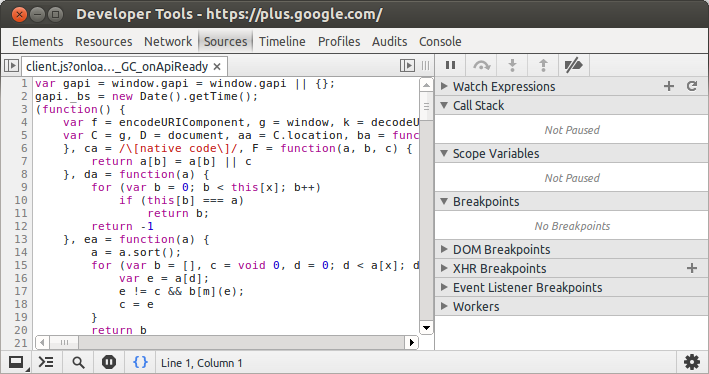 Developer Tools - https://plus.google.com/
Elements Resources Network Sources Timeline Profiles Audits Console
client.js?onloa..._GC_onApiReady
1 var gapi = window.gapi = window.gapi || {};
2 gapi._bs = new Date().getTime();
3 (function() {
4 var f = encodeURIComponent, g = window, k = decodeU
5 var C = g, D = document, aa = C.location, ba = func
6 }, ca = /\[native code\]/, F = function(a, b, c) {
7 return a[b] = a[b] || c
8 }, da = function(a) {
9 for (var b = 0; b < this[x]; b++)
10 if (this[b] === a)
11 return b;
12 return -1
13 }, ea = function(a) {
14 a = a.sort();
15 for (var b = [], c = void 0, d = 0; d < a[x]; d
16 var e = a[d];
17 e != c && b[m](e);
18 c = e
19 }
20 return b
21
Watch Expressions
Call Stack
Not Paused
Scope Variables
Not Paused
Breakpoints
No Breakpoints
DOM Breakpoints
XHR Breakpoints
Event Listener Breakpoints
Workers
{ } Line 1, Column 1